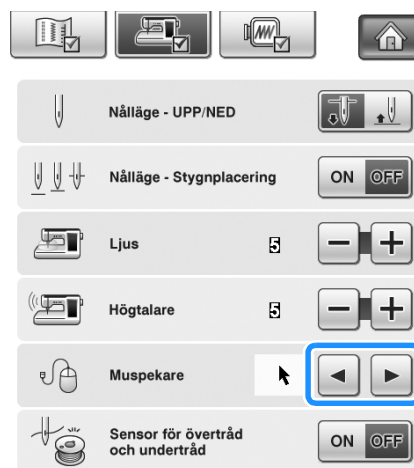 Nålläge - UPP/NED
Nålläge - Stygnplacering ON OFF
Ljus 5 − +
Högtalare 5 − +
Muspekare
Sensor för övertråd
och undertråd ON OFF